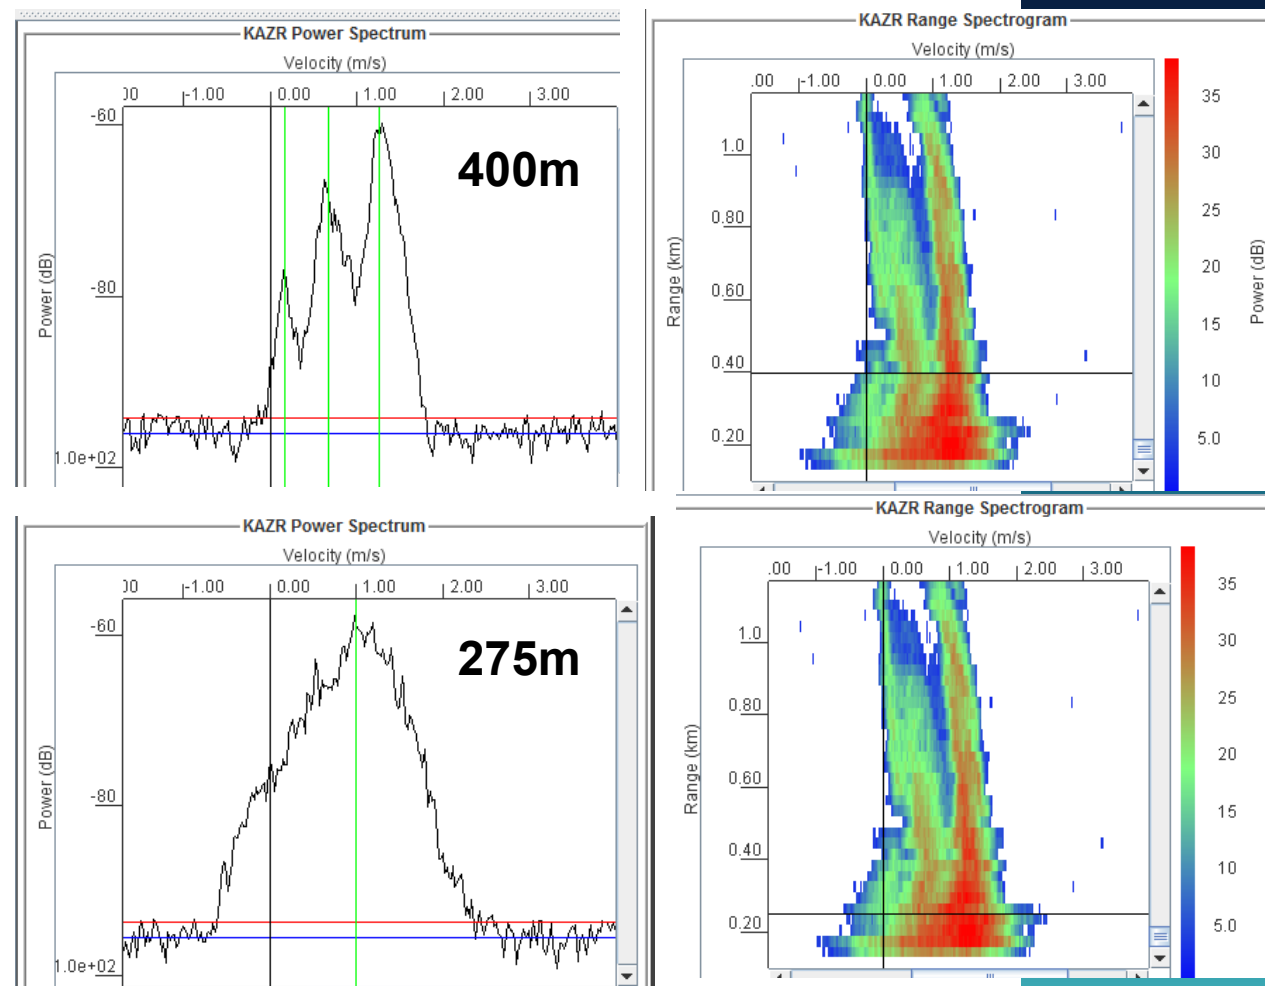 KAZR Power Spectrum
Velocity (m/s)
00 -1.00 0.00 1.00 2.00 3.00
-60
400m
-80
Power (dB)
1.0e+02
KAZR Range Spectrogram
Velocity (m/s)
.00 -1.00 0.00 1.00 2.00 3.00
1.0
0.80
0.60
0.40
0.20
Range (km)
35
30
25
20
15
10
5.0
Power (dB)
KAZR Power Spectrum
Velocity (m/s)
00 -1.00 0.00 1.00 2.00 3.00
-60
275m
-80
Power (dB)
1.0e+02
KAZR Range Spectrogram
Velocity (m/s)
.00 -1.00 0.00 1.00 2.00 3.00
1.0
0.80
0.60
0.40
0.20
Range (km)
35
30
25
20
15
10
5.0